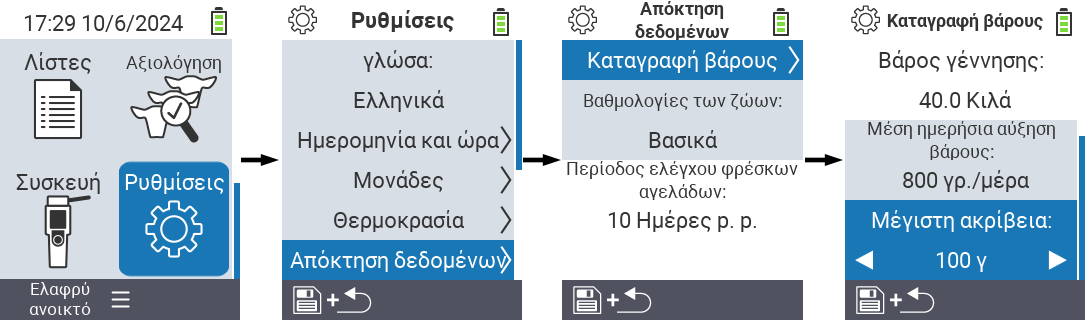 17:29 10/6/2024
Λίστες
Αξιολόγηση
Συσκευή
Ρυθμίσεις
Ελαφρύ
ανοικτό
Ρυθμίσεις
γλώσα:
Ελληνικά
Ημερομηνία και ώρα
Μονάδες
Θερμοκρασία
Απόκτηση δεδομένων
Απόκτηση
δεδομένων
Καταγραφή βάρους
Βαθμολογίες των ζώων:
Βασικά
Περίοδος ελέγχου φρέσκων
αγελάδων:
10 Ημέρες p. p.
Καταγραφή βάρους
Βάρος γέννησης:
40.0 Κιλά
Μέση ημερήσια αύξηση
βάρους:
800 γρ./μέρα
Μέγιστη ακρίβεια:
100 γ